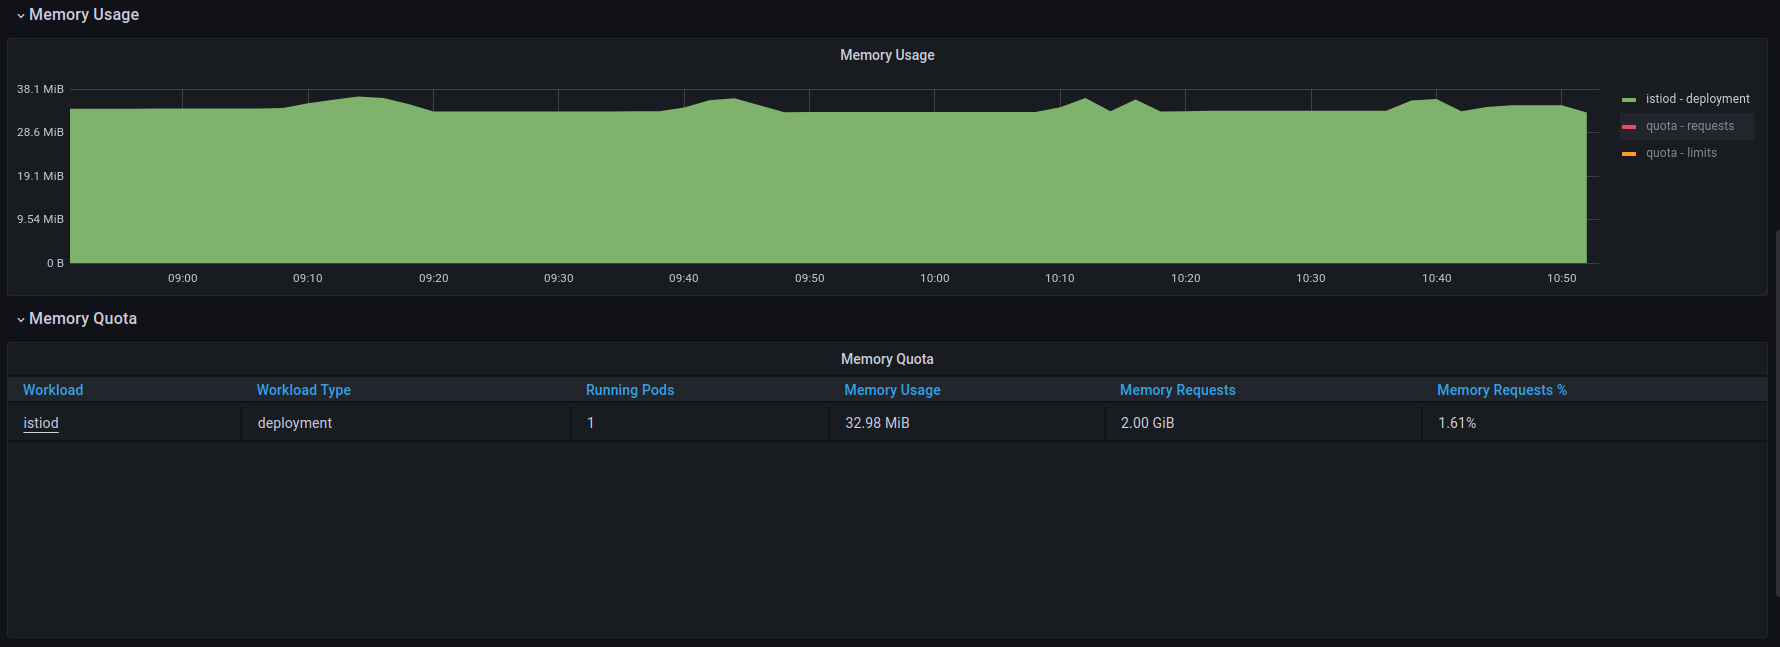 Memory Usage
Memory Usage
38.1 MiB
28.6 MiB
19.1 MiB
9.54 MiB
0 B
09:00 09:10 09:20 09:30 09:40 09:50 10:00 10:10 10:20 10:30 10:40 10:50
istiod - deployment
quota - requests
quota - limits
Memory Quota
Memory Quota
Workload Workload Type Running Pods Memory Usage Memory Requests Memory Requests %
istiod deployment 1 32.98 MiB 2.00 GiB 1.61%